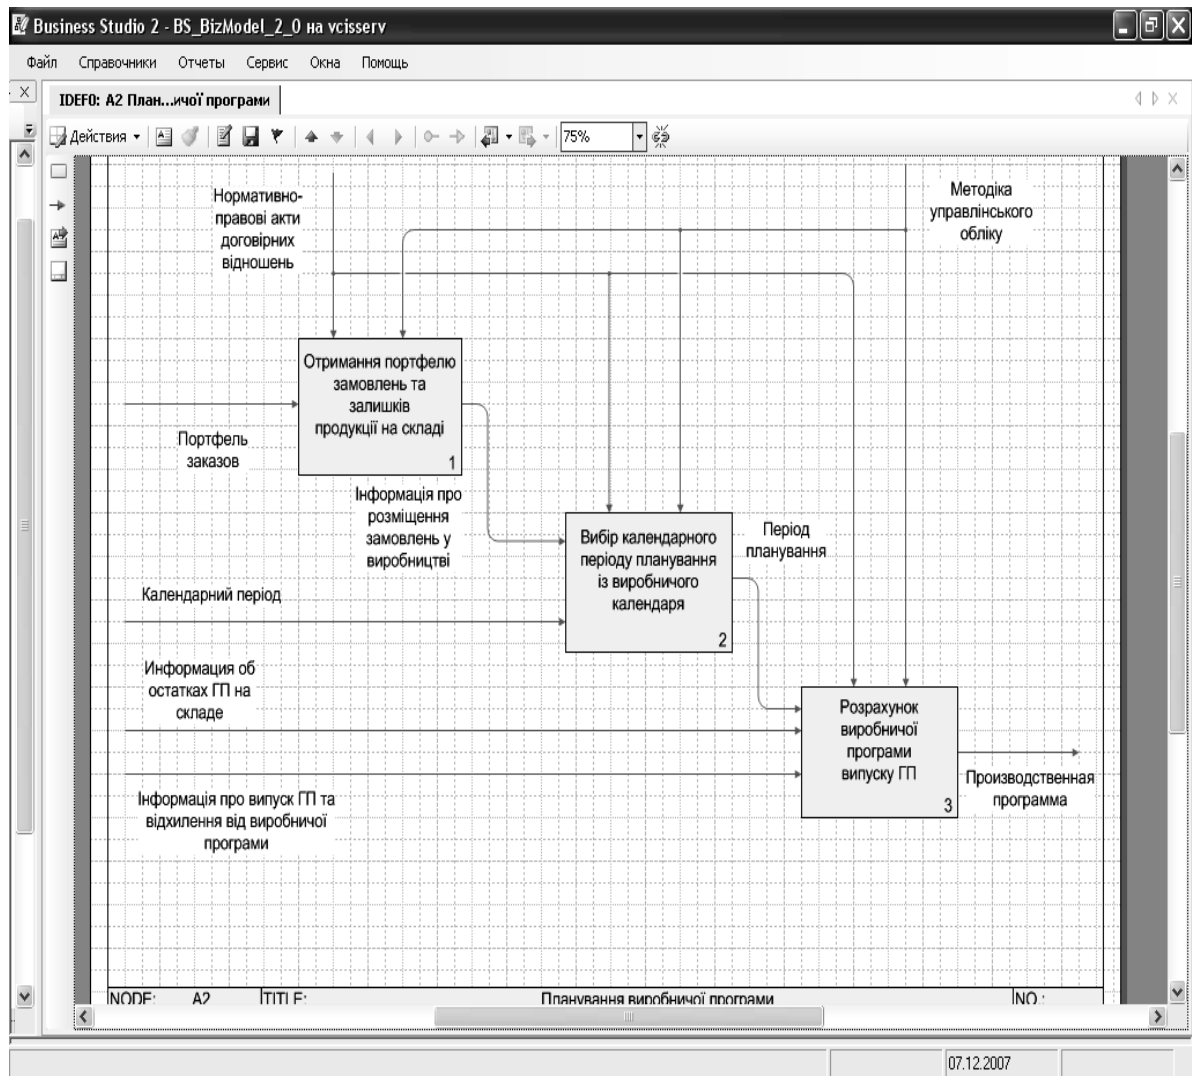 Business Studio 2 - BS_BizModel_2_0 на vcisserv
Файл Справочники Отчеты Сервис Окна Помощь
IDEF0: A2 План...ичої програми
Действия
75%
Нормативно-
правові акти
договірних
відношень
Методіка
управлінського
обліку
Отримання портфелю
замовлень та
залишків
продукції на складі
1
Портфель
заказов
Інформація про
розміщення
замовлень у
виробництві
Вибір календарного
періоду планування
із виробничого
календаря
2
Період
планування
Календарний період
Информация об
остатках ГП на
складе
Розрахунок
виробничої
програми
випуску ГП
3
Производственная
программа
Інформація про випуск ГП та
відхилення від виробничої
програми
NODE: A2 TITLE: Планування виробничої програми NO.:
07.12.2007